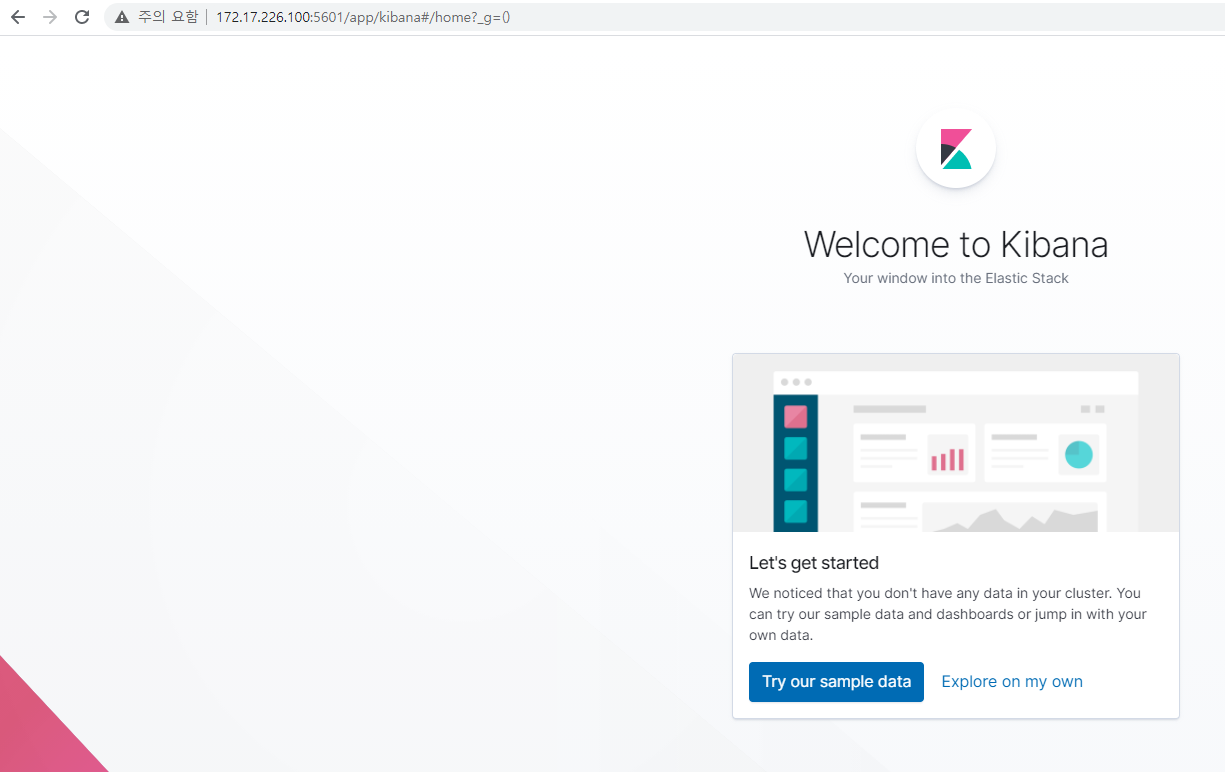 주의 요함 172.17.226.100:5601/app/kibana#/home?_g=()
Welcome to Kibana
Your window into the Elastic Stack
Let's get started
We noticed that you don't have any data in your cluster. You
can try our sample data and dashboards or jump in with your
own data.
Try our sample data Explore on my own